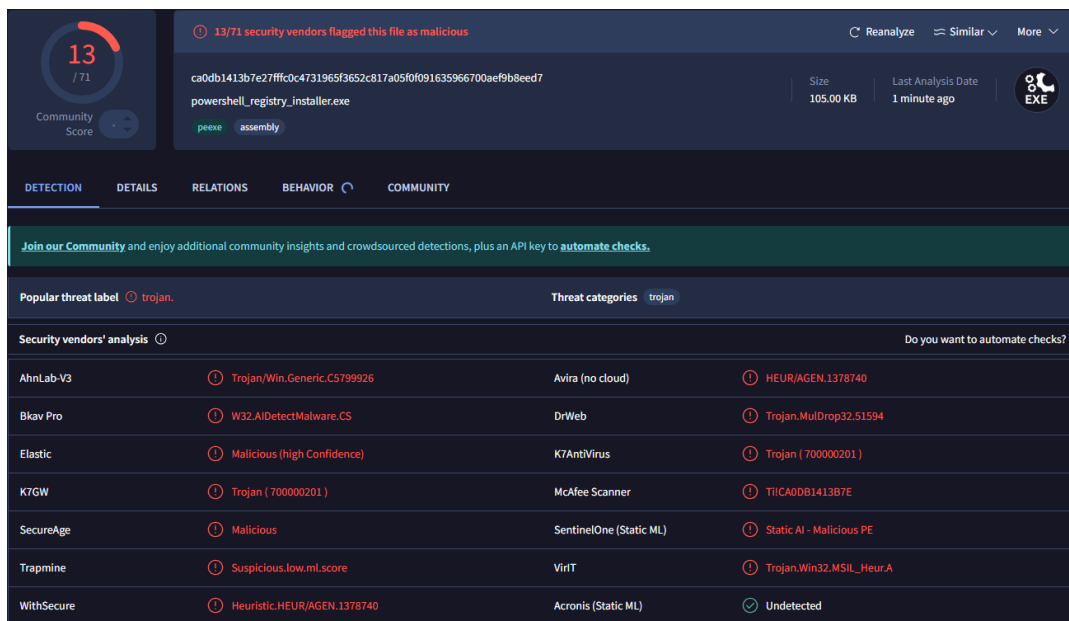 13
/ 71
Community Score
-
13/71 security vendors flagged this file as malicious
Reanalyze
Similar
More
ca0db1413b7e27fffc0c4731965f3652c817a05f0f091635966700aef9b8eed7
powershell_registry_installer.exe
peexe assembly
Size
105.00 KB
Last Analysis Date
1 minute ago
EXE
DETECTION DETAILS RELATIONS BEHAVIOR COMMUNITY
Join our Community and enjoy additional community insights and crowdsourced detections, plus an API key to automate checks.
Popular threat label trojan.
Threat categories trojan
Security vendors' analysis
Do you want to automate checks?
AhnLab-V3 Trojan/Win.Generic.C5799926
Avira (no cloud) HEUR/AGEN.1378740
Bkav Pro W32.AIDetectMalware.CS
DrWeb Trojan.MulDrop32.51594
Elastic Malicious (high Confidence)
K7AntiVirus Trojan ( 700000201 )
K7GW Trojan ( 700000201 )
McAfee Scanner Ti!CA0DB1413B7E
SecureAge Malicious
SentinelOne (Static ML) Static AI - Malicious PE
Trapmine Suspicious.low.ml.score
VirIT Trojan.Win32.MSIL_Heur.A
WithSecure Heuristic.HEUR/AGEN.1378740
Acronis (Static ML) Undetected